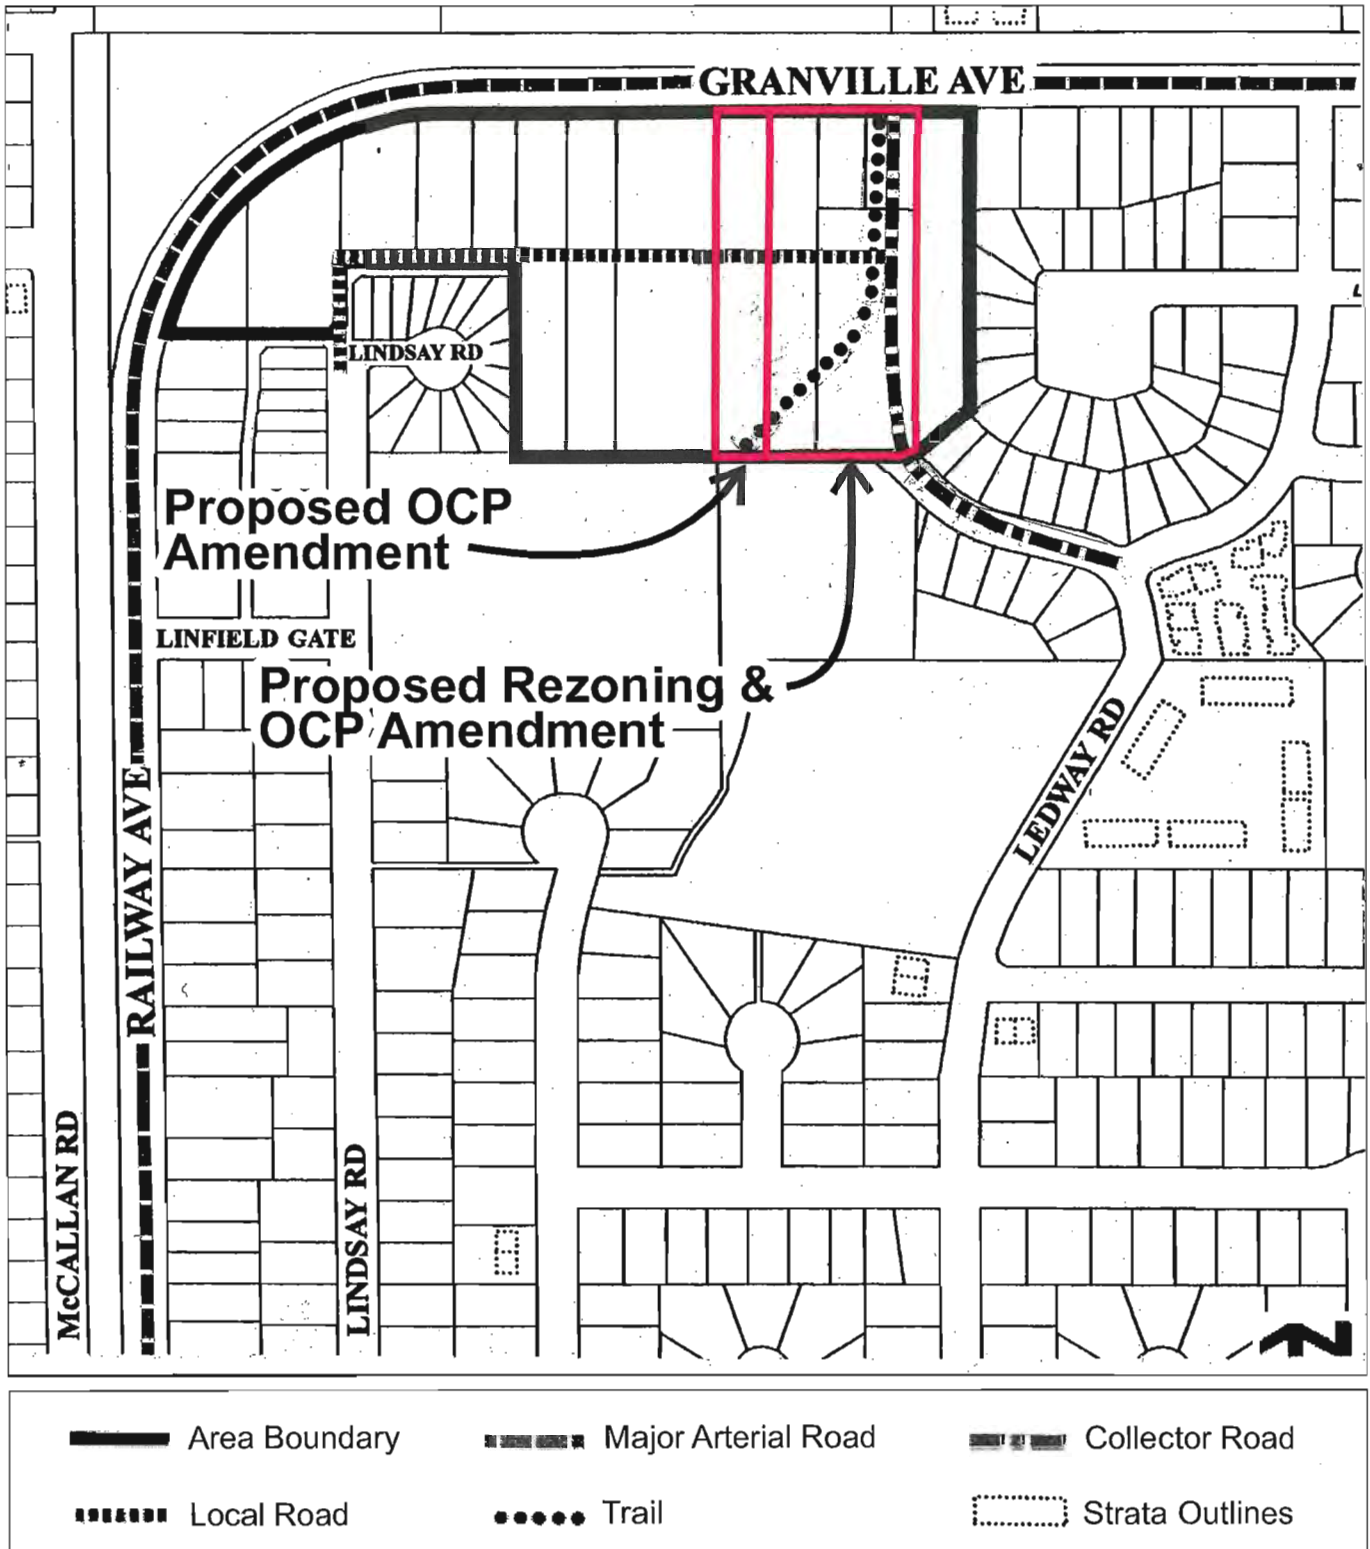 GRANVILLE AVE
LINDSAY RD
Proposed OCP
Amendment
LINFIELD GATE
Proposed Rezoning &
OCP Amendment
LEDWAY RD
RAILWAY AVE
McCALLAN RD
LINDSAY RD
Area Boundary
Major Arterial Road
Collector Road
Local Road
Trail
Strata Outlines